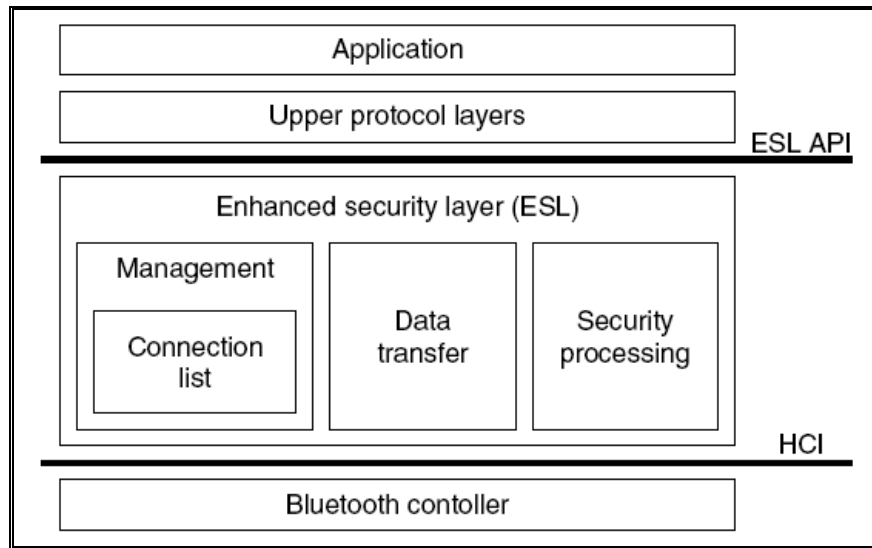 Application
Upper protocol layers
ESL API
Enhanced security layer (ESL)
Management
Connection
list
Data
transfer
Security
processing
HCI
Bluetooth contoller